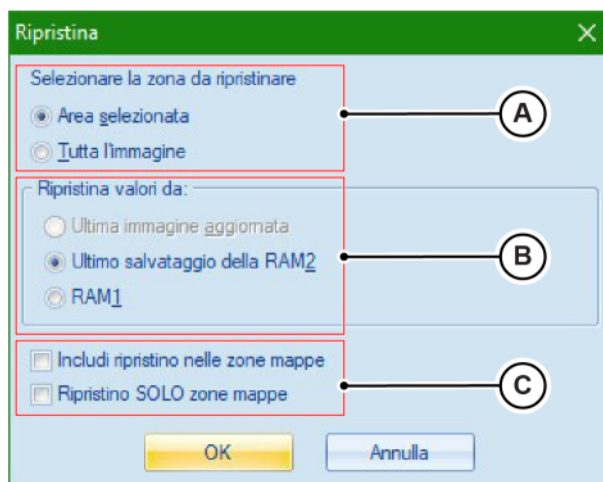 Ripristina
Selezionare la zona da ripristinare
Area selezionata
Tutta l'immagine
A
Ripristina valori da:
Ultima immagine aggiornata
Ultimo salvataggio della RAM2
RAM1
B
Includi ripristino nelle zone mappe
Ripristino SOLO zone mappe
C
OK Annulla